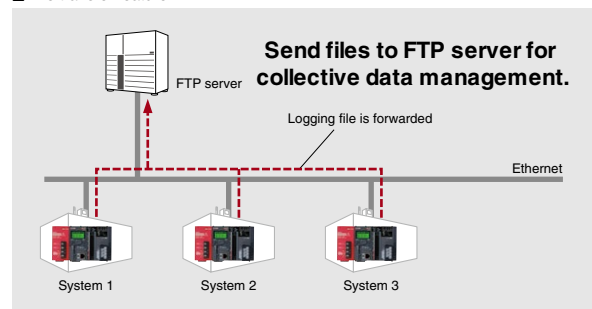 Send files to FTP server for
collective data management.
FTP server
Logging file is forwarded
Ethernet
System 1
System 2
System 3